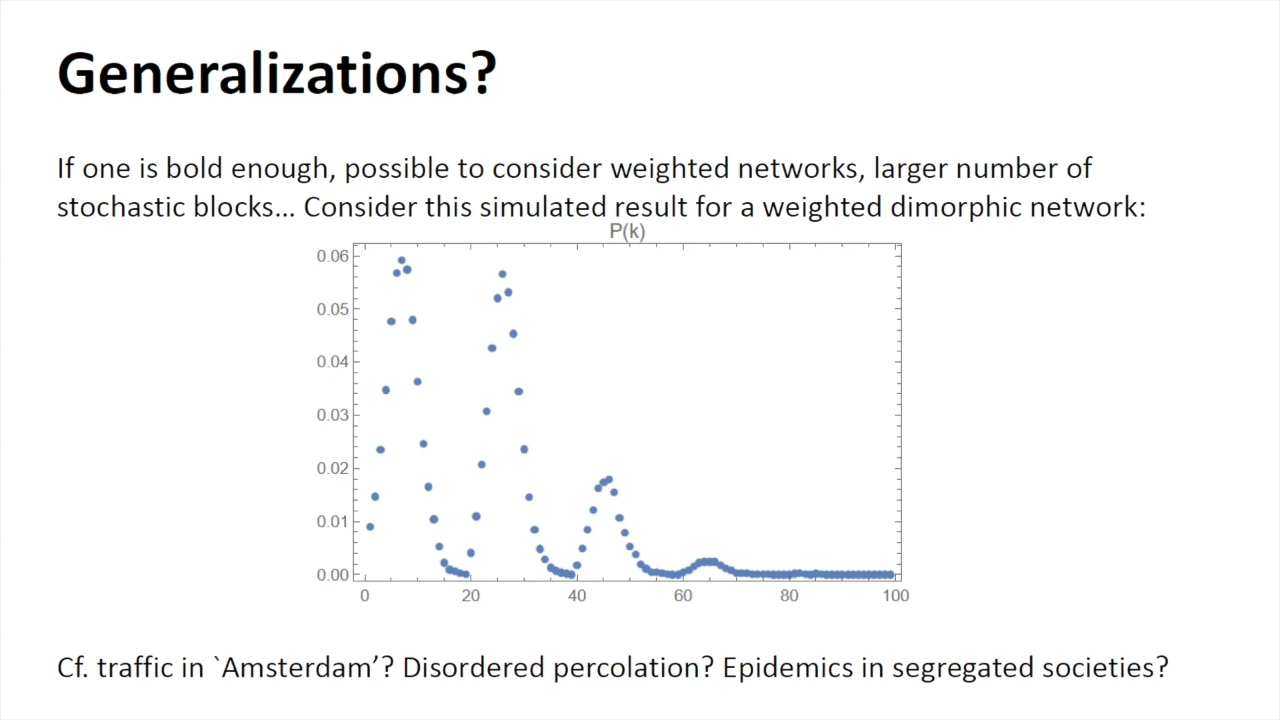 Generalizations?
If one is bold enough, possible to consider weighted networks, larger number of
stochastic blocks... Consider this simulated result for a weighted dimorphic network:
P(k)
0.06
0.05
0.04
0.03
0.02
0.01
0.00
0 20 40 60 80 100
Cf. traffic in `Amsterdam’? Disordered percolation? Epidemics in segregated societies?